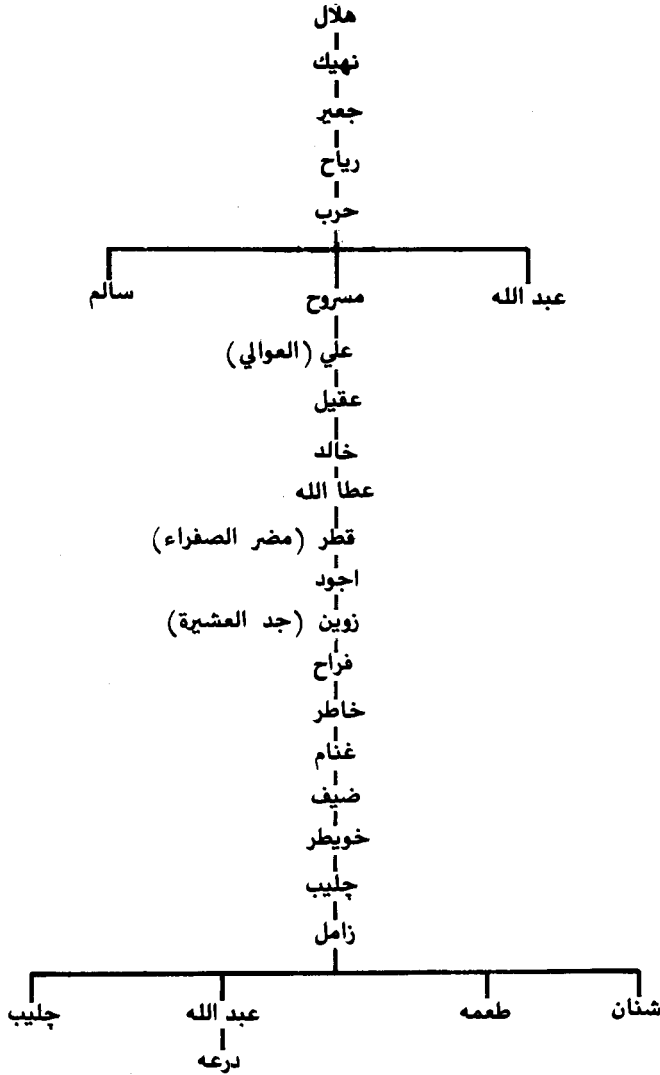 هلال
نهيك
جعير
رياح
حرب
عبد الله مسروح سالم
علي (العوالي)
عقيل
خالد
عطا الله
قطر (مضر الصفراء)
اجود
زوين (جد العشيرة)
فراح
خاطر
غنام
ضيف
خويطر
چليب
زامل
شنان طعمه عبد الله چليب
درعه